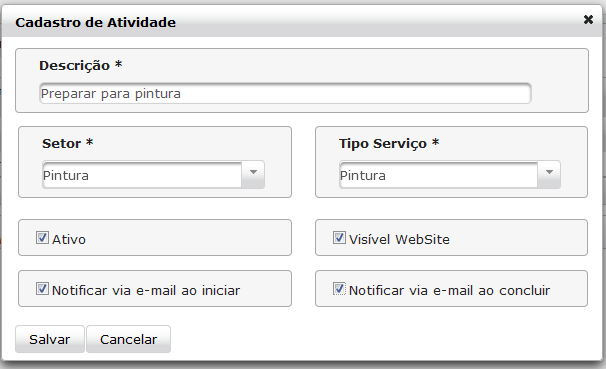 Cadastro de Atividade
Descrição *
Preparar para pintura
Setor *
Tipo Serviço *
Pintura
Pintura
Ativo
Visível WebSite
Notificar via e-mail ao iniciar
Notificar via e-mail ao concluir
Salvar
Cancelar